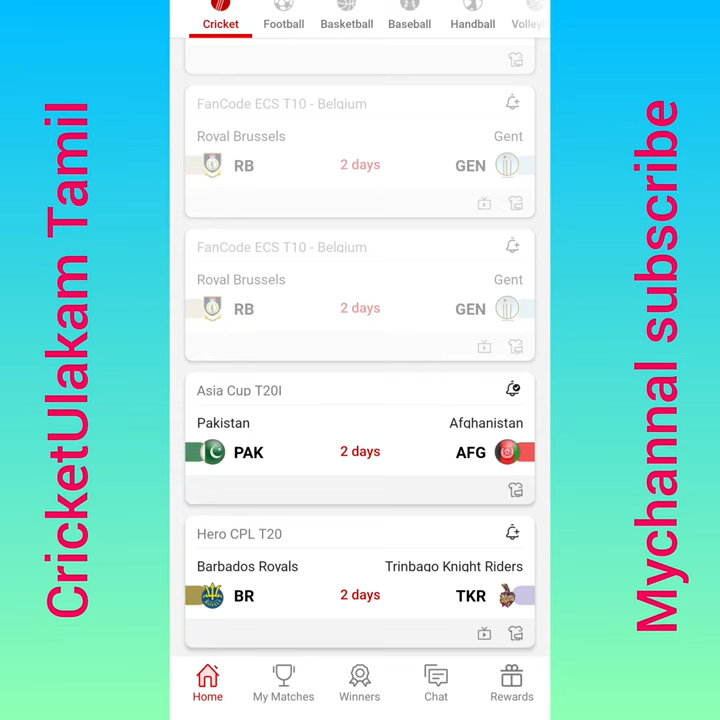 CricketUlakam Tamil
Cricket Football Basketball Baseball Handball Volleyb
FanCode ECS T10 - Belgium
Royal Brussels Gent
RB 2 days GEN
FanCode ECS T10 - Belgium
Royal Brussels Gent
RB 2 days GEN
Asia Cup T20I
Pakistan Afghanistan
PAK 2 days AFG
Hero CPL T20
Barbados Royals Trinbago Knight Riders
BR 2 days TKR
Home My Matches Winners Chat Rewards
Mychannal subscribe